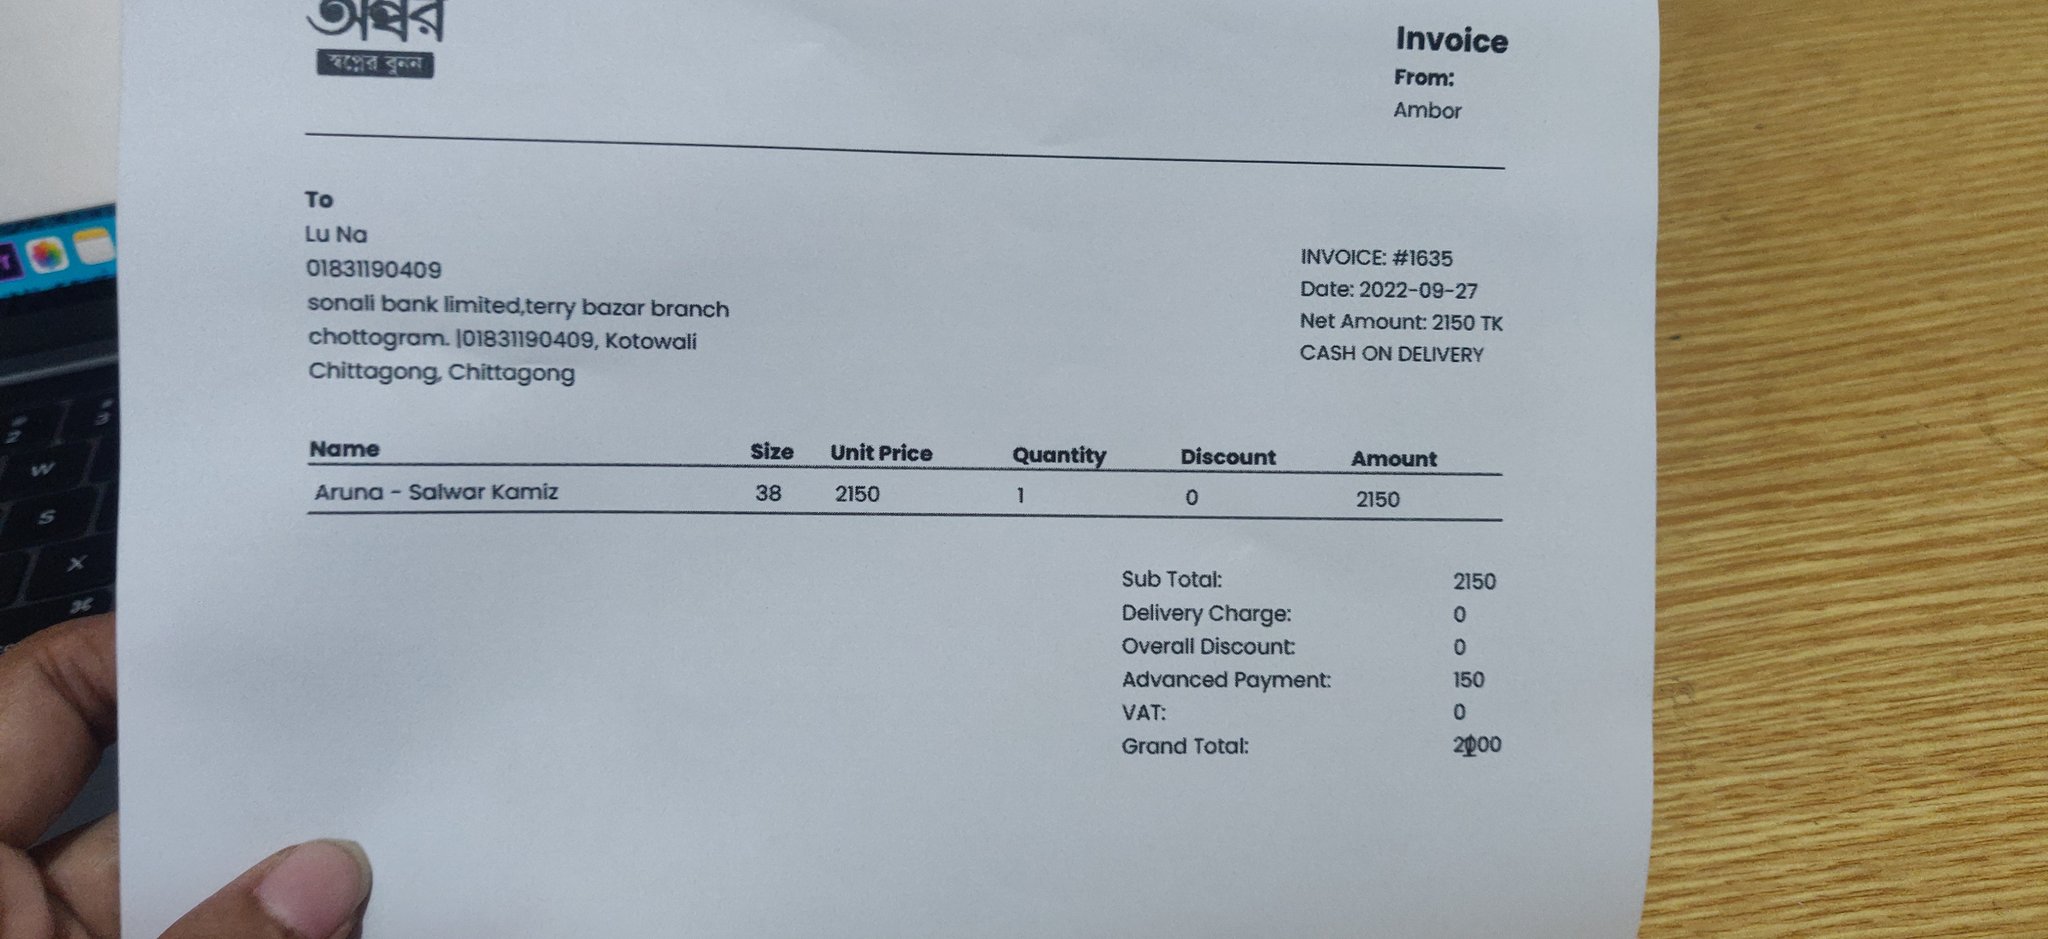 অম্বর
স্বপ্নের বুনন
Invoice
From:
Ambor
To
Lu Na
01831190409
sonali bank limited,terry bazar branch
chottogram. |01831190409, Kotowali
Chittagong, Chittagong
INVOICE: #1635
Date: 2022-09-27
Net Amount: 2150 TK
CASH ON DELIVERY
Name Size Unit Price Quantity Discount Amount
Aruna - Salwar Kamiz 38 2150 1 0 2150
Sub Total: 2150
Delivery Charge: 0
Overall Discount: 0
Advanced Payment: 150
VAT: 0
Grand Total: 2000
W
S
X
⌘
2
3